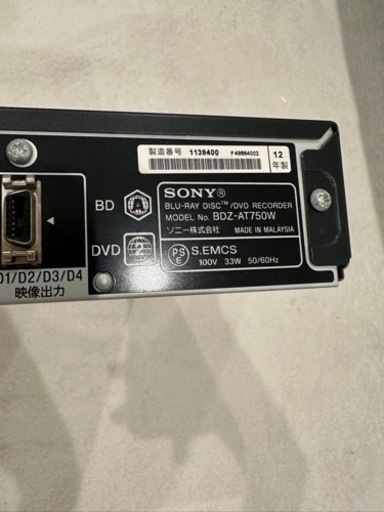 製造番号 1139400 F49864002
12
年製
SONY®
BD A
BLU-RAY DISC™/DVD RECORDER
MODEL No. BDZ-AT750W
ソニー株式会社 MADE IN MALAYSIA
DVD 2
PS
E
S.EMCS
100V 33W 50/60Hz
D1/D2/D3/D4
映像出力